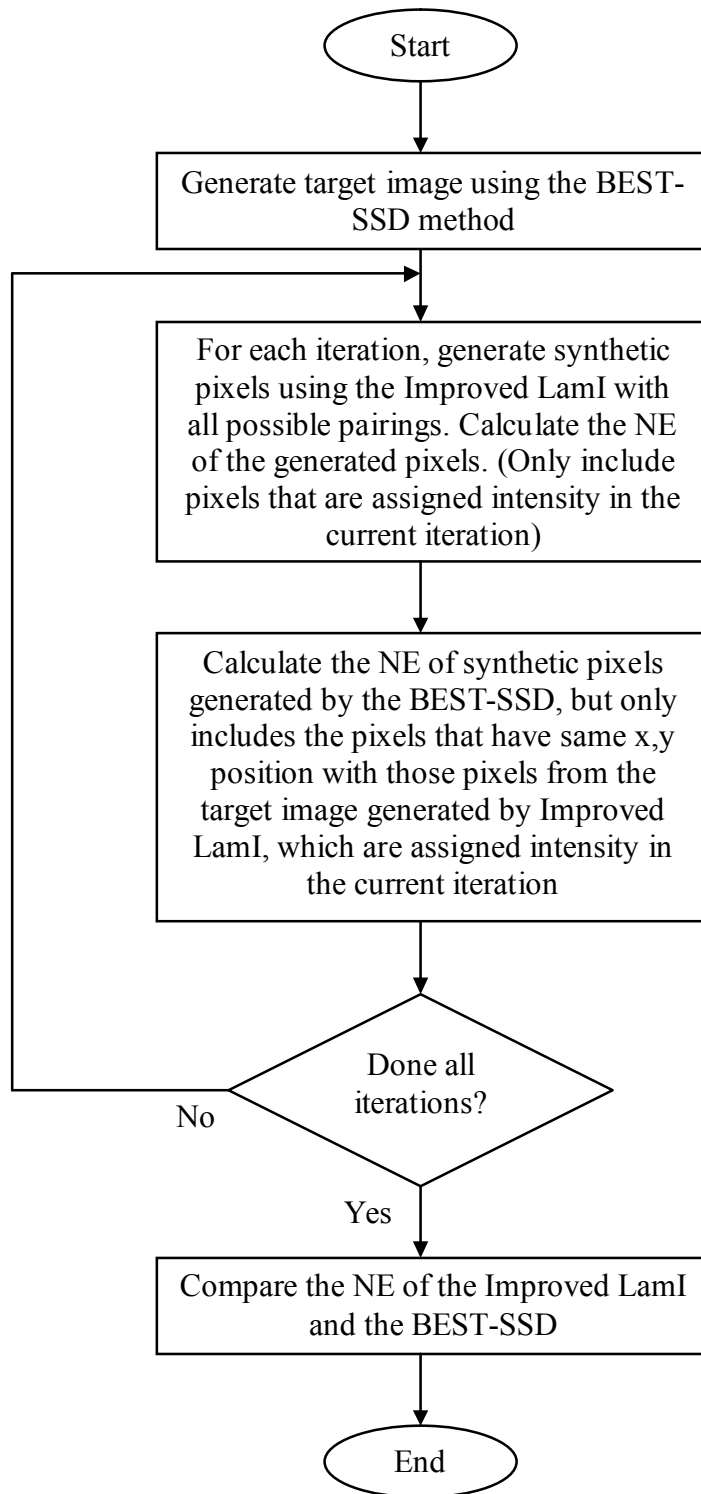 Start
Generate target image using the BEST-
SSD method
For each iteration, generate synthetic
pixels using the Improved LamI with
all possible pairings. Calculate the NE
of the generated pixels. (Only include
pixels that are assigned intensity in the
current iteration)
Calculate the NE of synthetic pixels
generated by the BEST-SSD, but only
includes the pixels that have same x,y
position with those pixels from the
target image generated by Improved
LamI, which are assigned intensity in
the current iteration
Done all
iterations?
No
Yes
Compare the NE of the Improved LamI
and the BEST-SSD
End